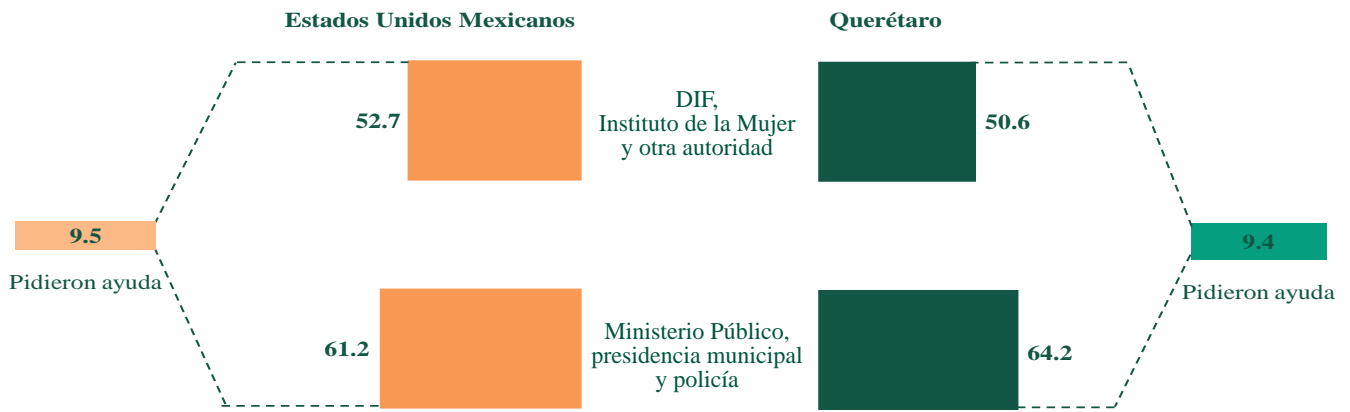 Estados Unidos Mexicanos
Querétaro
52.7
DIF,
Instituto de la Mujer
y otra autoridad
50.6
9.5
Pidieron ayuda
9.4
Pidieron ayuda
61.2
Ministerio Público,
presidencia municipal
y policía
64.2